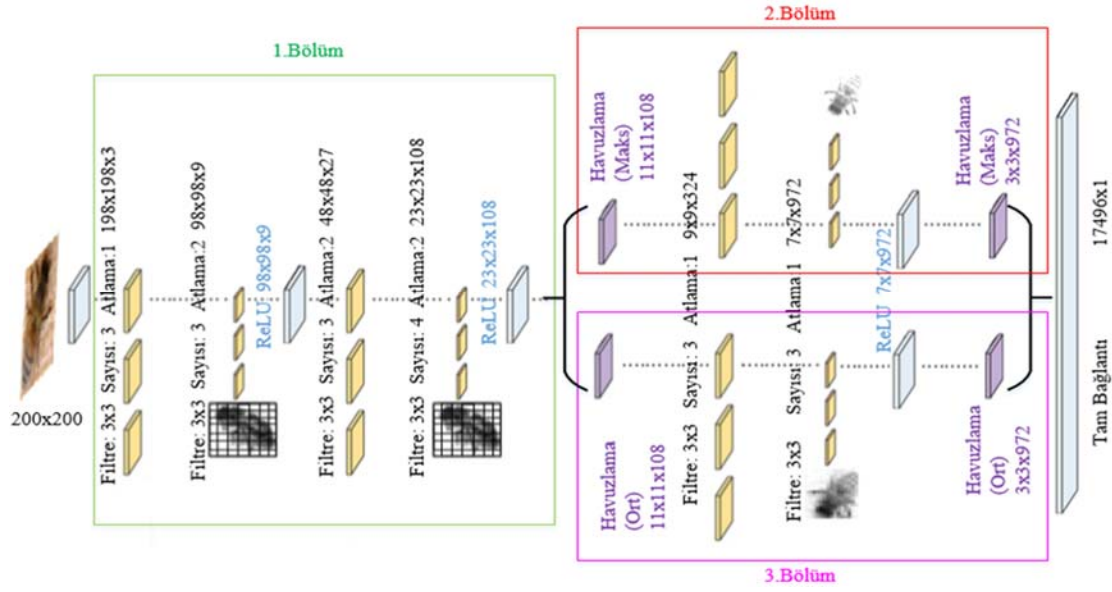 1.Bölüm
200x200
Filtre: 3x3 Sayısı: 3 Atlama:1 198x198x3
Filtre: 3x3 Sayısı: 3 Atlama:2 98x98x9
ReLU 98x98x9
Filtre: 3x3 Sayısı: 3 Atlama:2 48x48x27
Filtre: 3x3 Sayısı: 4 Atlama:2 23x23x108
ReLU 23x23x108
2.Bölüm
Havuzlama
(Maks)
11x11x108
Havuzlama
(Ort)
11x11x108
Filtre: 3x3 Sayısı: 3 Atlama:1 9x9x324
Filtre: 3x3 Sayısı: 3 Atlama 1 7x7x972
ReLU 7x7x972
Havuzlama
(Maks)
3x3x972
Havuzlama
(Ort)
3x3x972
3.Bölüm
Tam Bağlantı 17496x1